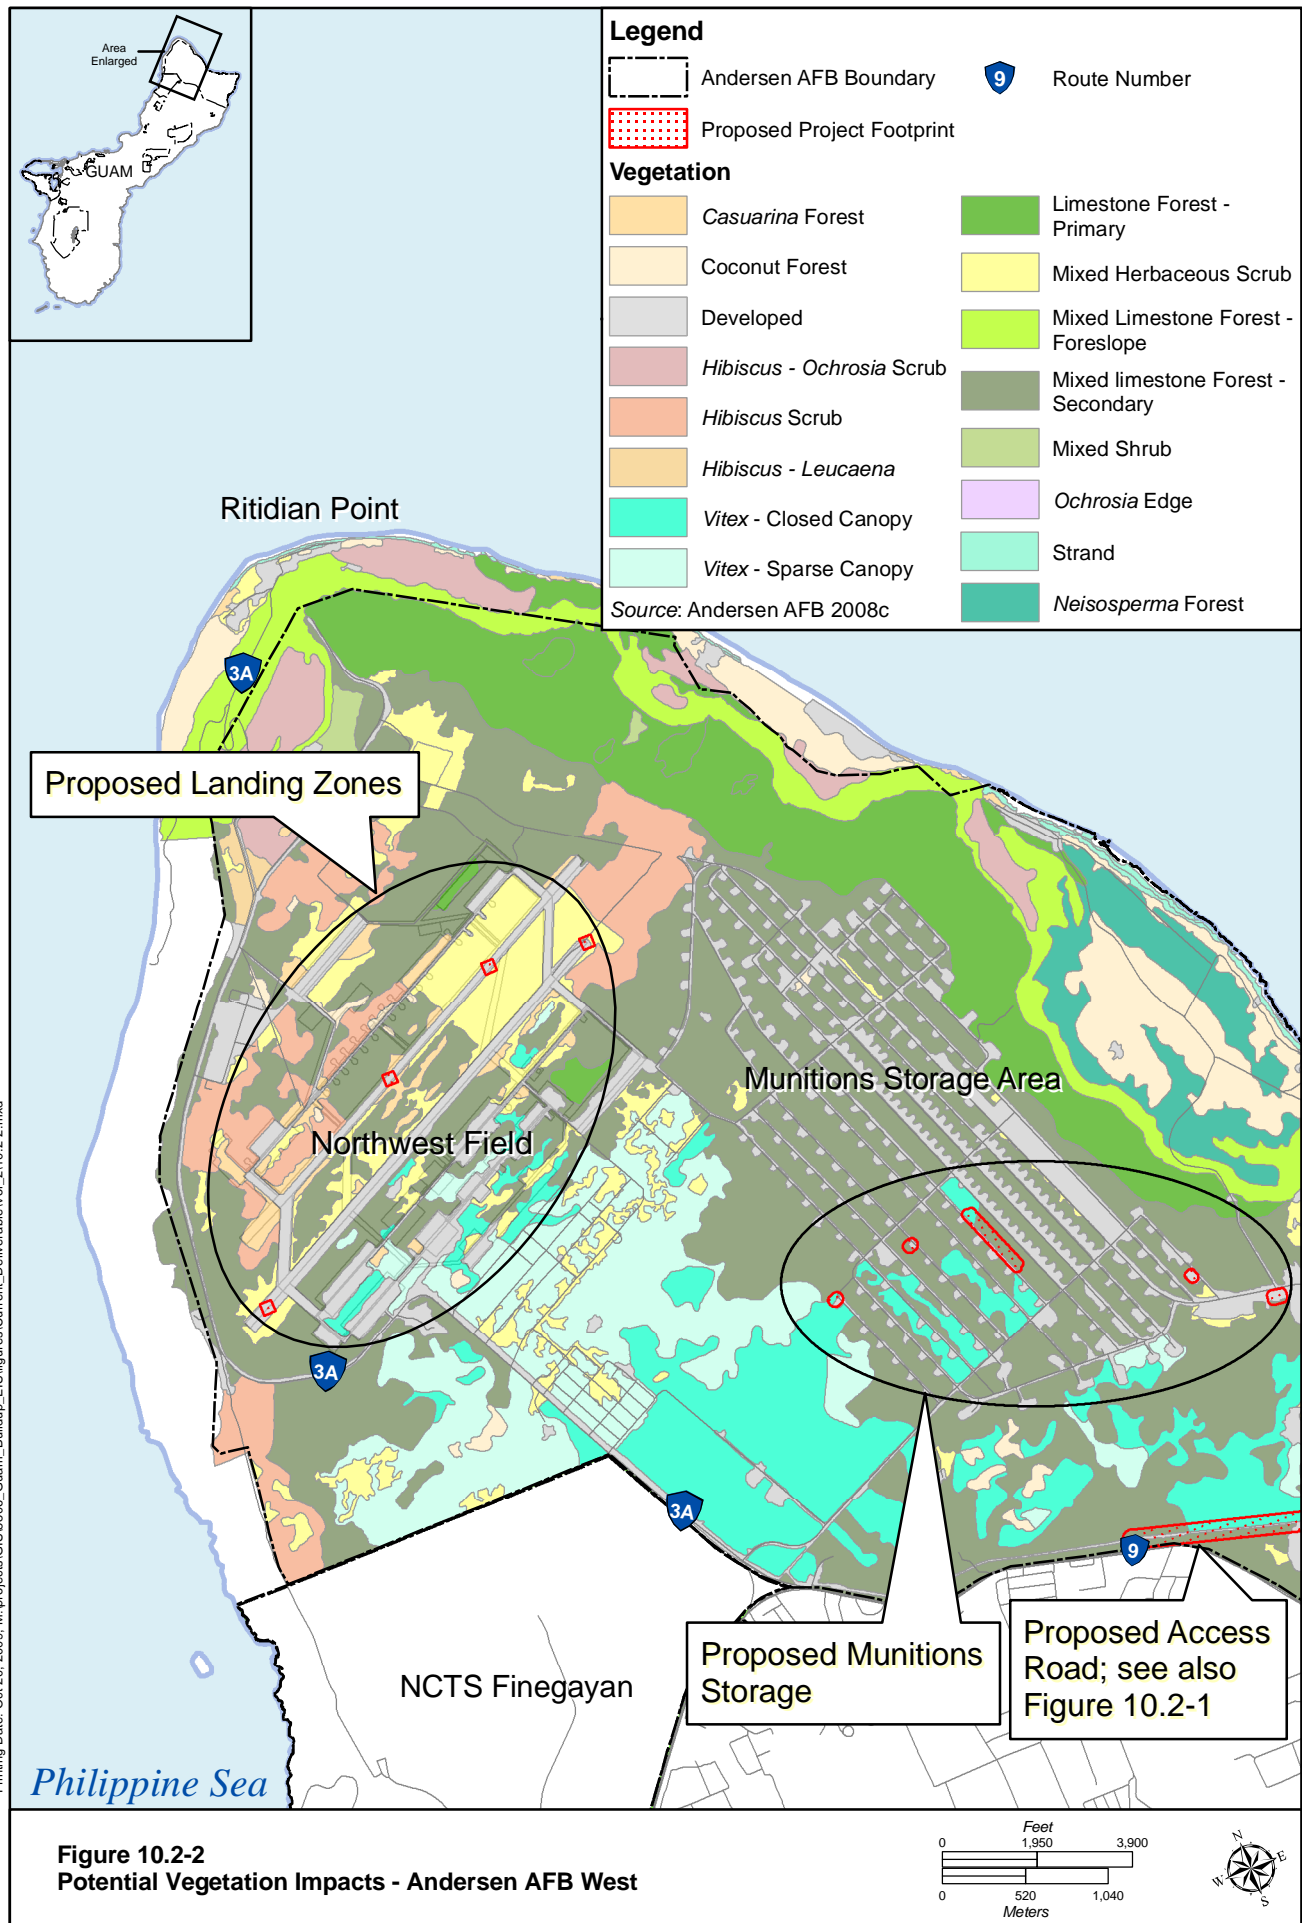 Area
Enlarged
GUAM
Legend
Andersen AFB Boundary
9
Route Number
Proposed Project Footprint
Vegetation
Casuarina Forest
Coconut Forest
Developed
Hibiscus - Ochrosia Scrub
Hibiscus Scrub
Hibiscus - Leucaena
Vitex - Closed Canopy
Vitex - Sparse Canopy
Limestone Forest -
Primary
Mixed Herbaceous Scrub
Mixed Limestone Forest -
Foreslope
Mixed limestone Forest -
Secondary
Mixed Shrub
Ochrosia Edge
Strand
Neisosperma Forest
Source: Andersen AFB 2008c
Ritidian Point
3A
Proposed Landing Zones
Munitions Storage Area
Northwest Field
3A
3A
9
Proposed Munitions
Storage
Proposed Access
Road; see also
Figure 10.2-1
NCTS Finegayan
Philippine Sea
Figure 10.2-2
Potential Vegetation Impacts - Andersen AFB West
Feet
0 1,950 3,900
0 520 1,040
Meters
N
E
S
W